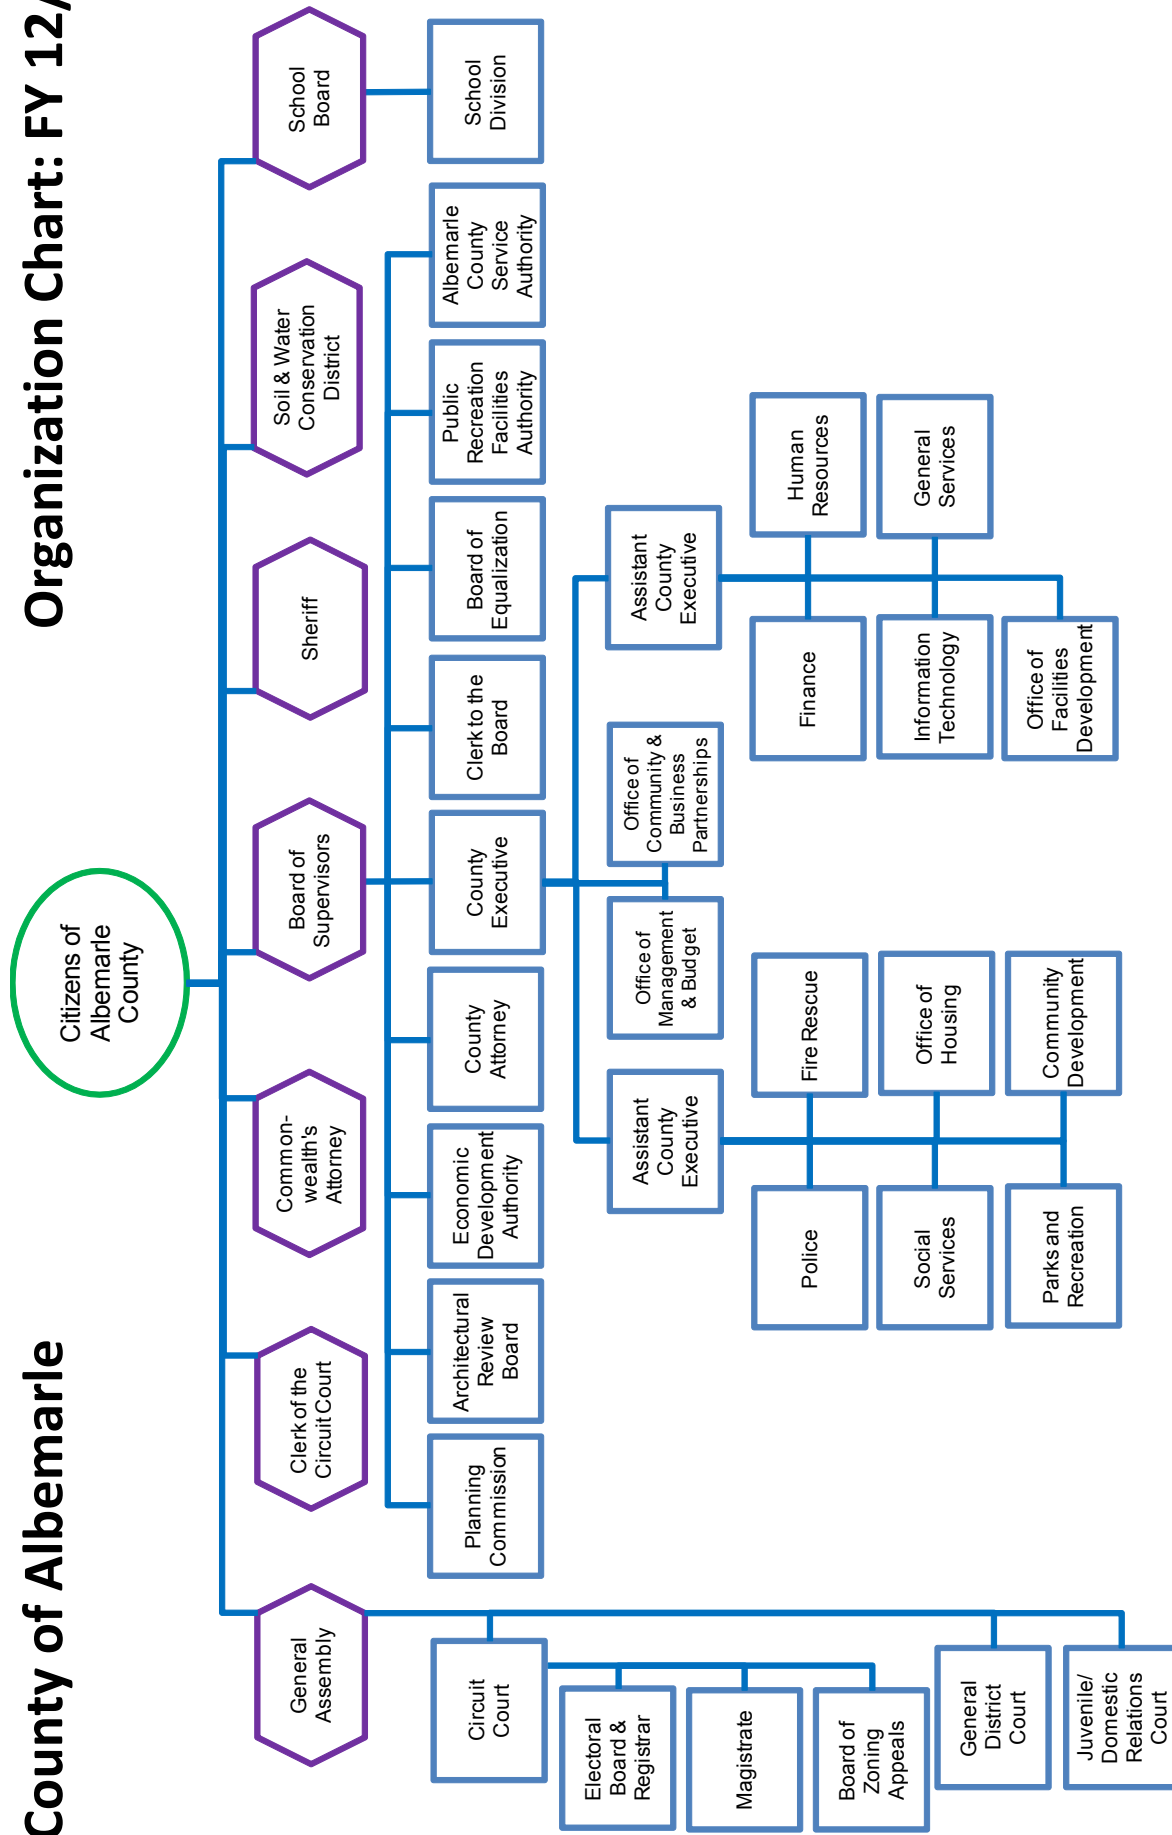 County of Albemarle
Organization Chart: FY 12/
Citizens of
Albemarle
County
General
Assembly
Clerk of the
Circuit Court
Common-
wealth's
Attorney
Board of
Supervisors
Sheriff
Soil & Water
Conservation
District
School
Board
Planning
Commission
Architectural
Review
Board
Economic
Development
Authority
County
Attorney
County
Executive
Clerk to the
Board
Board of
Equalization
Public
Recreation
Facilities
Authority
Albemarle
County
Service
Authority
School
Division
Circuit
Court
Electoral
Board &
Registrar
Magistrate
Board of
Zoning
Appeals
General
District
Court
Juvenile/
Domestic
Relations
Court
Assistant
County
Executive
Office of
Management
& Budget
Office of
Community &
Business
Partnerships
Assistant
County
Executive
Police
Fire Rescue
Social
Services
Office of
Housing
Parks and
Recreation
Community
Development
Finance
Human
Resources
Information
Technology
General
Services
Office of
Facilities
Development